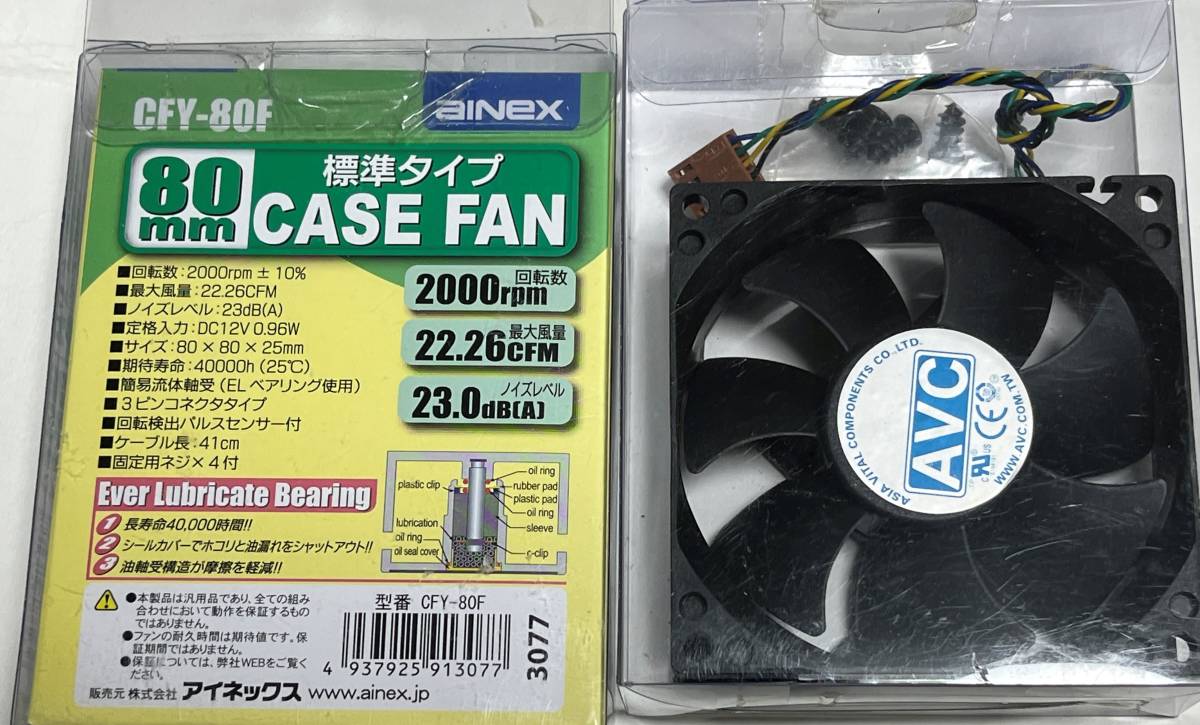 CFY-80F
ainex
80
mm
標準タイプ
CASE FAN
■回転数:2000rpm ± 10%
■最大風量:22.26CFM
■ノイズレベル:23dB(A)
■定格入力:DC12V 0.96W
■サイズ:80 × 80 × 25mm
■期待寿命:40000h (25℃)
■簡易流体軸受 (EL ベアリング使用)
■3ピンコネクタタイプ
■回転検出パルスセンサー付
■ケーブル長:41cm
■固定用ネジ×4付
回転数
2000rpm
最大風量
22.26CFM
ノイズレベル
23.0dB(A)
Ever Lubricate Bearing
1 長寿命40,000時間!!
2 シールカバーでホコリと油漏れをシャットアウト!!
3 油軸受構造が摩擦を軽減!!
oil ring
plastic clip
rubber pad
plastic pad
oil ring
sleeve
lubrication
oil ring
oil seal cover
c-clip
●本製品は汎用品であり、全ての組み
合わせにおいて動作を保証するもの
ではありません。
●ファンの耐久時間は期待値です。保
証期間ではありません。
●保証については、弊社WEBをご覧く
ださい。
型番 CFY-80F
4 937925 913077
3077
販売元 株式会社 アイネックス www.ainex.jp
ASIA VITAL COMPONENTS CO.,LTD.
AVC
CE
US
WWW.AVC.COM.TW